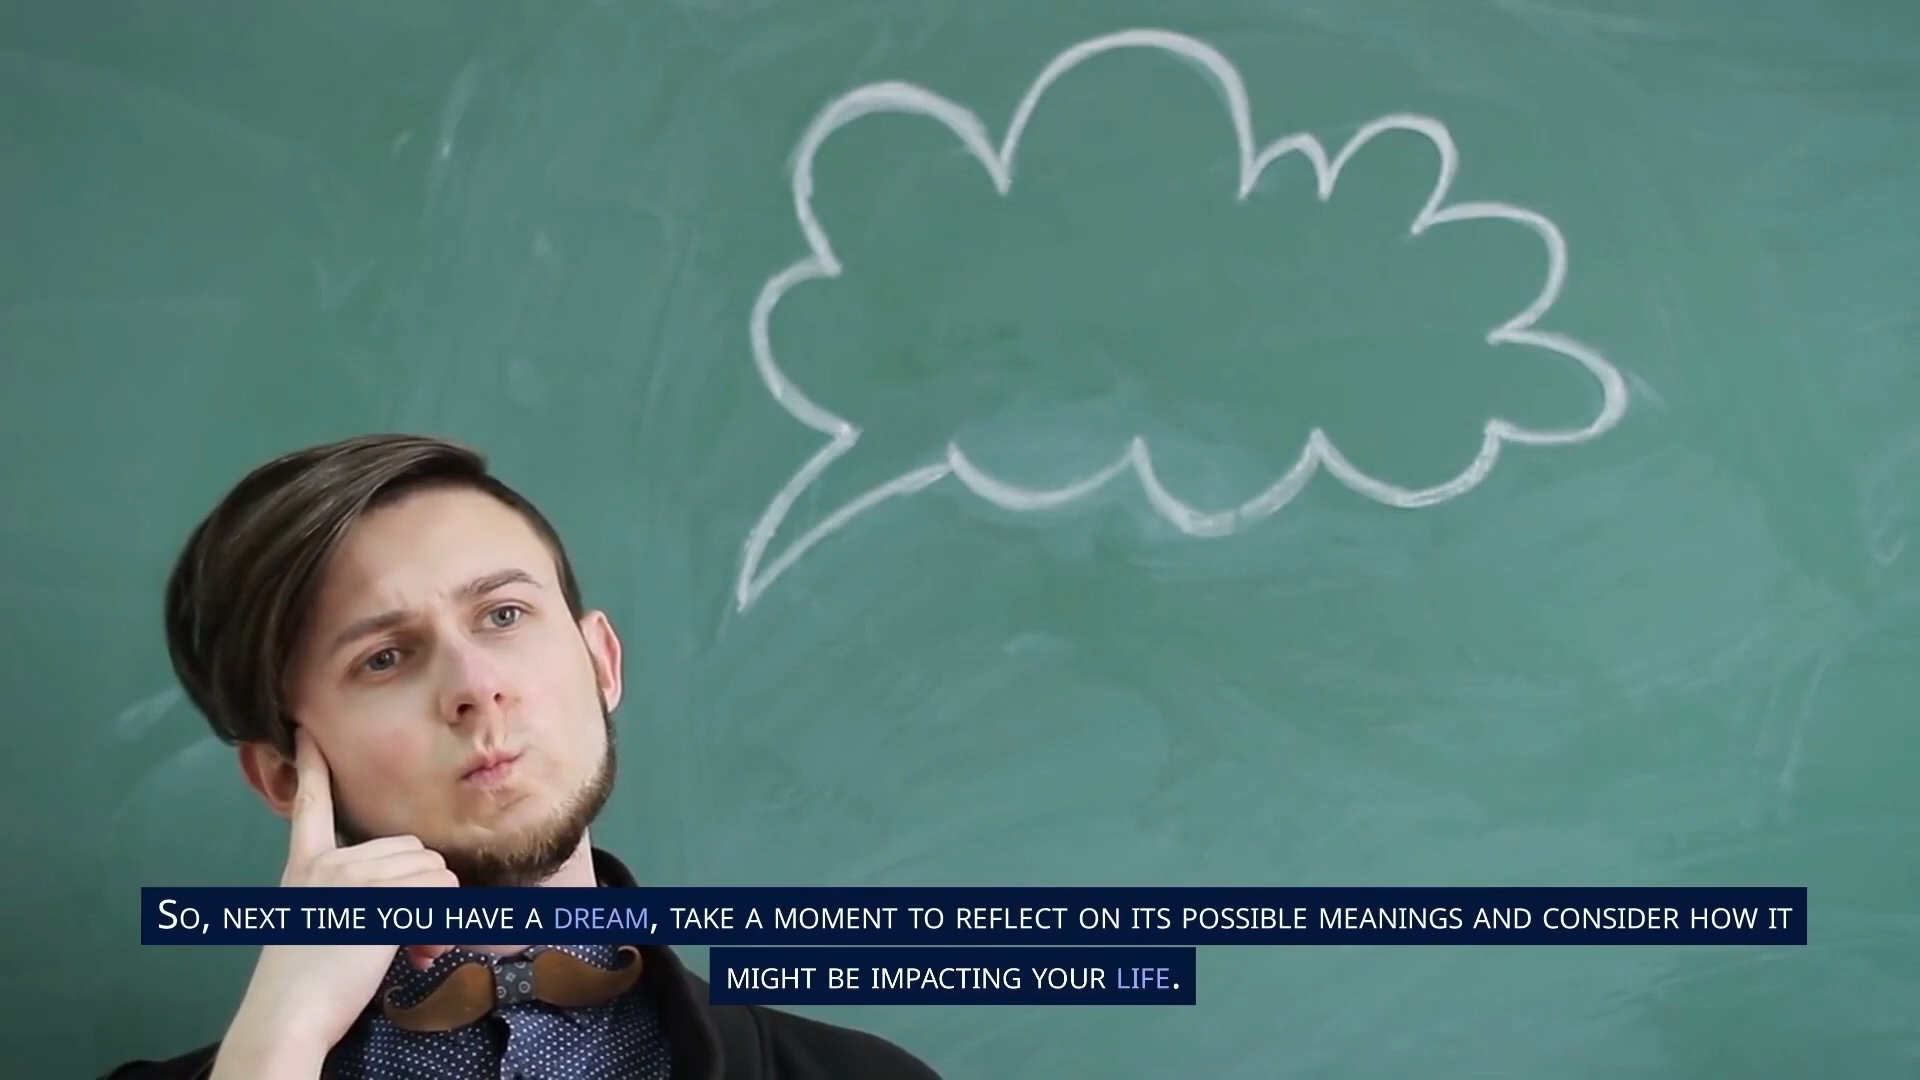 So, next time you have a dream, take a moment to reflect on its possible meanings and consider how it
might be impacting your life.